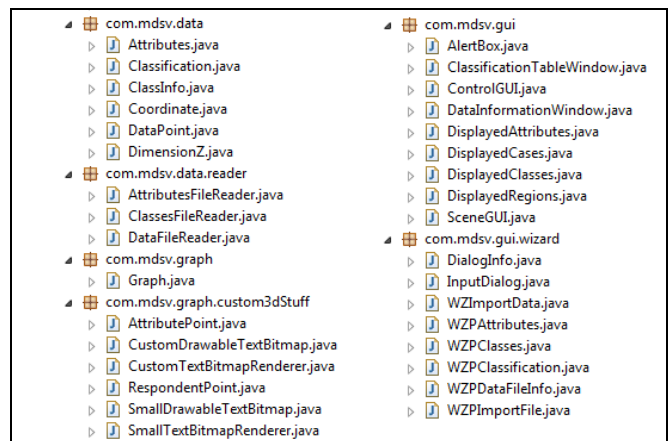 com.mdsv.data
Attributes.java
Classification.java
ClassInfo.java
Coordinate.java
DataPoint.java
DimensionZ.java
com.mdsv.data.reader
AttributesFileReader.java
ClassesFileReader.java
DataFileReader.java
com.mdsv.graph
Graph.java
com.mdsv.graph.custom3dStuff
AttributePoint.java
CustomDrawableTextBitmap.java
CustomTextBitmapRenderer.java
RespondentPoint.java
SmallDrawableTextBitmap.java
SmallTextBitmapRenderer.java
com.mdsv.gui
AlertBox.java
ClassificationTableWindow.java
ControlGUI.java
DataInformationWindow.java
DisplayedAttributes.java
DisplayedCases.java
DisplayedClasses.java
DisplayedRegions.java
SceneGUI.java
com.mdsv.gui.wizard
DialogInfo.java
InputDialog.java
WZImportData.java
WZPAttributes.java
WZPClasses.java
WZPClassification.java
WZPDataFileInfo.java
WZPImportFile.java